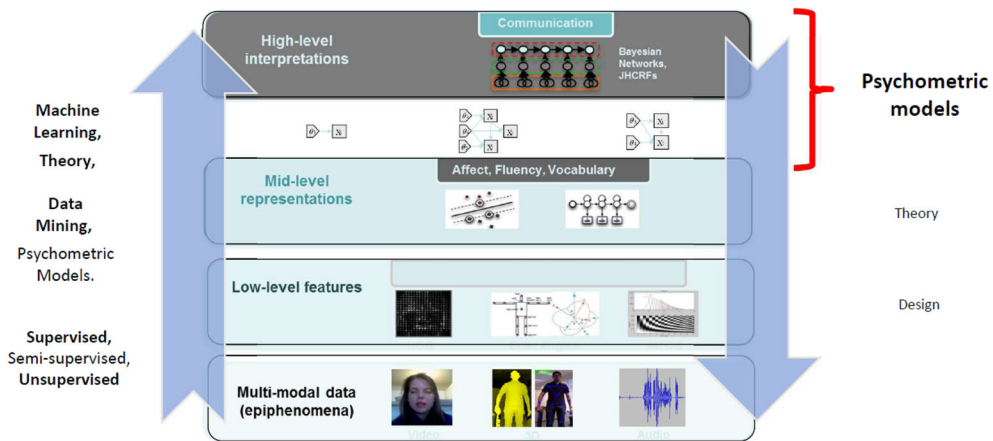 Communication
High-level
interpretations
Bayesian
Networks,
JHCRFs
Psychometric
models
Machine
Learning,
Theory,
Data
Mining,
Psychometric
Models.
Supervised,
Semi-supervised,
Unsupervised
Affect, Fluency, Vocabulary
Mid-level
representations
Theory
Low-level features
Design
Multi-modal data
(epiphenomena)
Video
3D
Audio